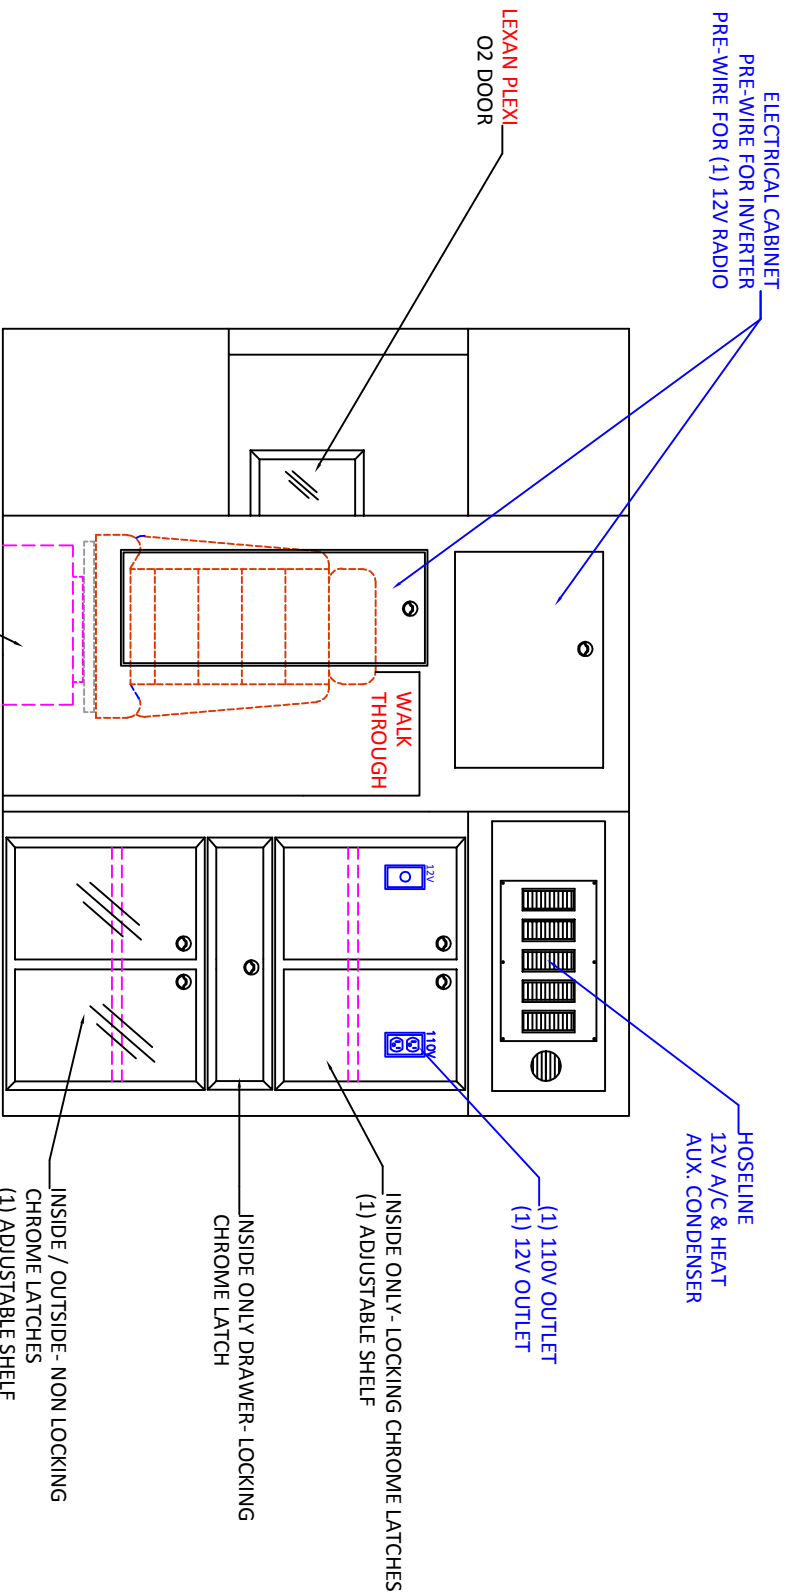 ELECTRICAL CABINET
PRE-WIRE FOR INVERTER
PRE-WIRE FOR (1) 12V RADIO
LEXAN PLEXI
O2 DOOR
WALK
THROUGH
12V
110V
HOSELINE
12V A/C & HEAT
AUX. CONDENSER
(1) 110V OUTLET
(1) 12V OUTLET
INSIDE ONLY- LOCKING CHROME LATCHES
(1) ADJUSTABLE SHELF
INSIDE ONLY DRAWER- LOCKING
CHROME LATCH
INSIDE / OUTSIDE- NON LOCKING
CHROME LATCHES
(1) ADJUSTABLE SHELF